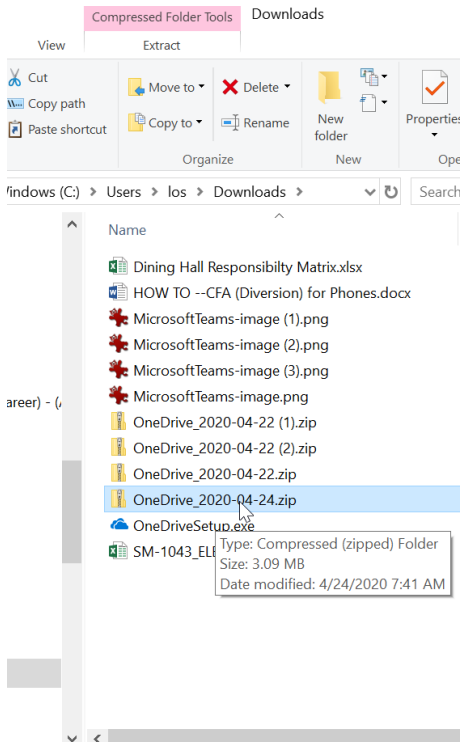 Compressed Folder Tools Downloads
View Extract
Cut
Copy path
Paste shortcut
Move to
Copy to
Delete
Rename
Organize
New
folder
New
Properties
(C:) > Users > los > Downloads >
Search
Name
Dining Hall Responsibilty Matrix.xlsx
HOW TO --CFA (Diversion) for Phones.docx
MicrosoftTeams-image (1).png
MicrosoftTeams-image (2).png
MicrosoftTeams-image (3).png
MicrosoftTeams-image.png
OneDrive_2020-04-22 (1).zip
OneDrive_2020-04-22 (2).zip
OneDrive_2020-04-22.zip
OneDrive_2020-04-24.zip
OneDriveSetup.exe
SM-1043_ELE
Type: Compressed (zipped) Folder
Size: 3.09 MB
Date modified: 4/24/2020 7:41 AM